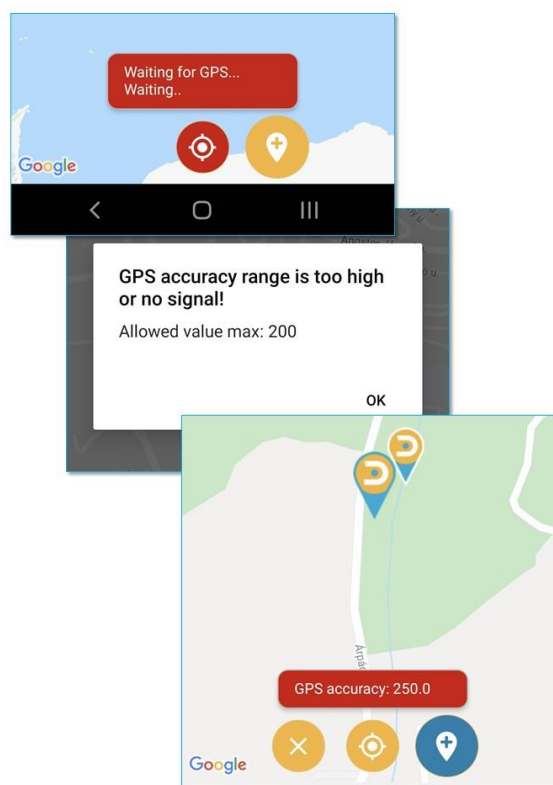 Waiting for GPS...
Waiting..
Google
GPS accuracy range is too high
or no signal!
Allowed value max: 200
OK
GPS accuracy: 250.0
Google